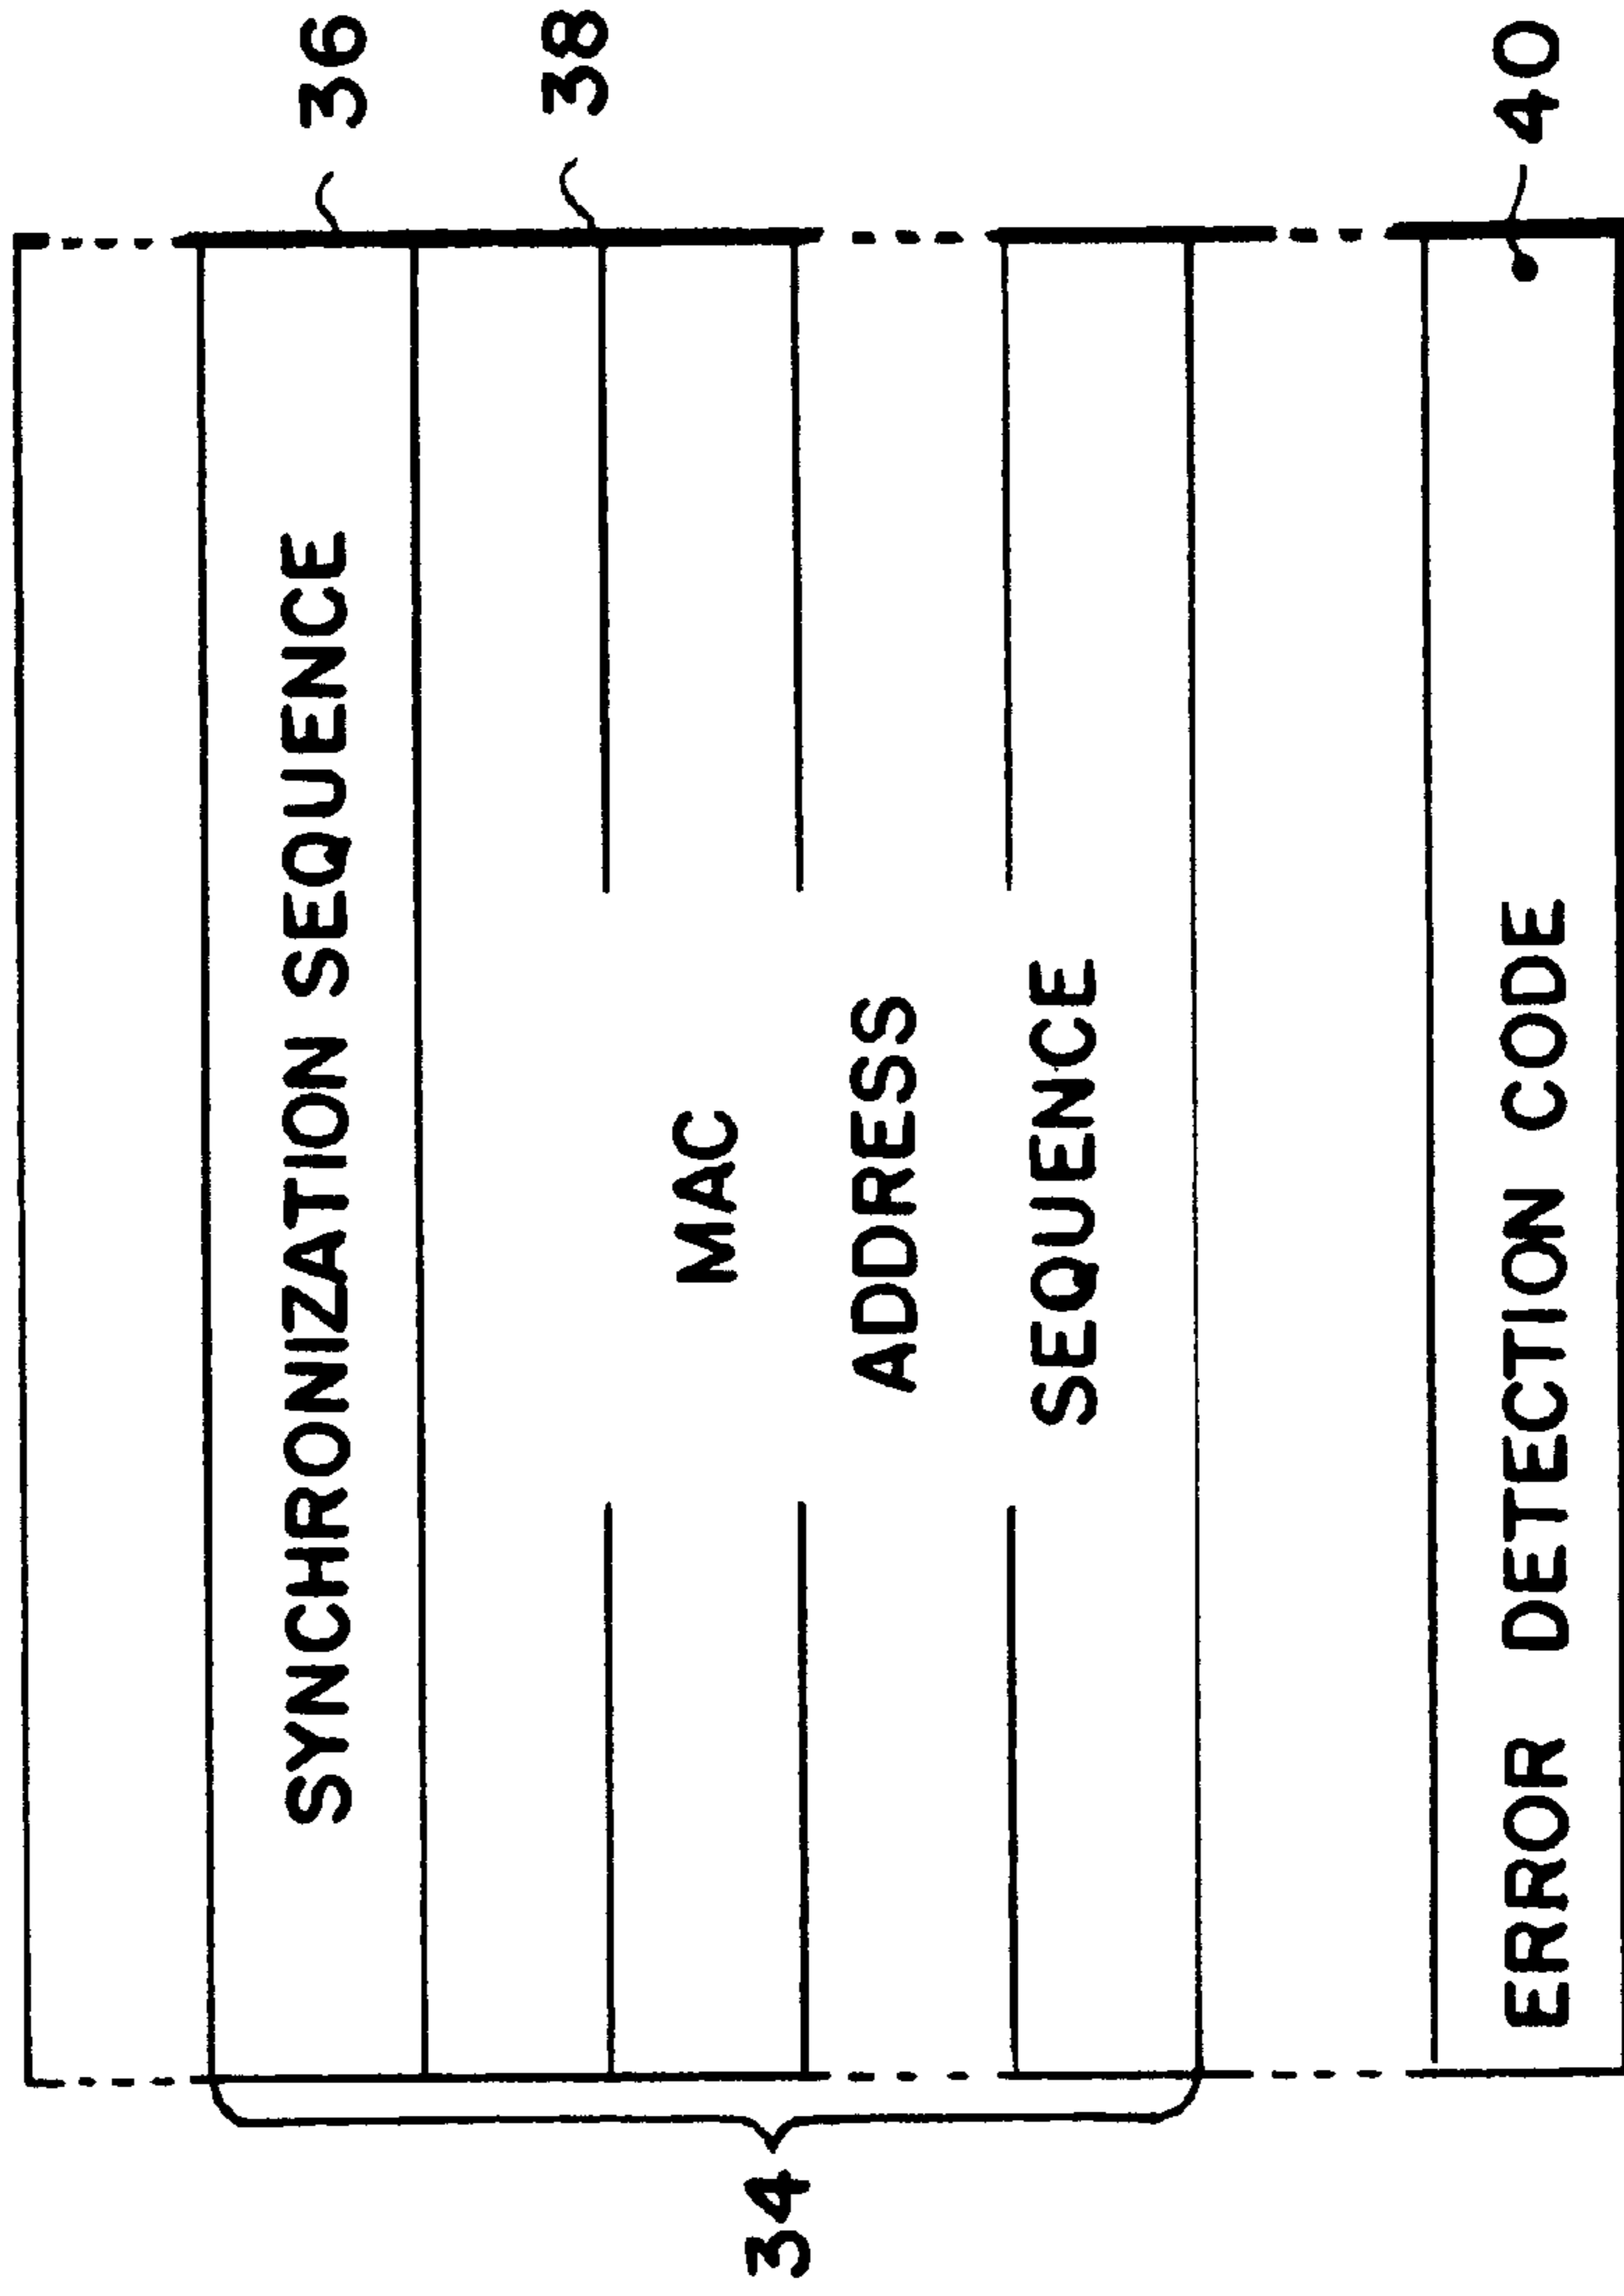 36
SYNCHRONIZATION SEQUENCE
38
34
MAC
ADDRESS
SEQUENCE
40
ERROR DETECTION CODE